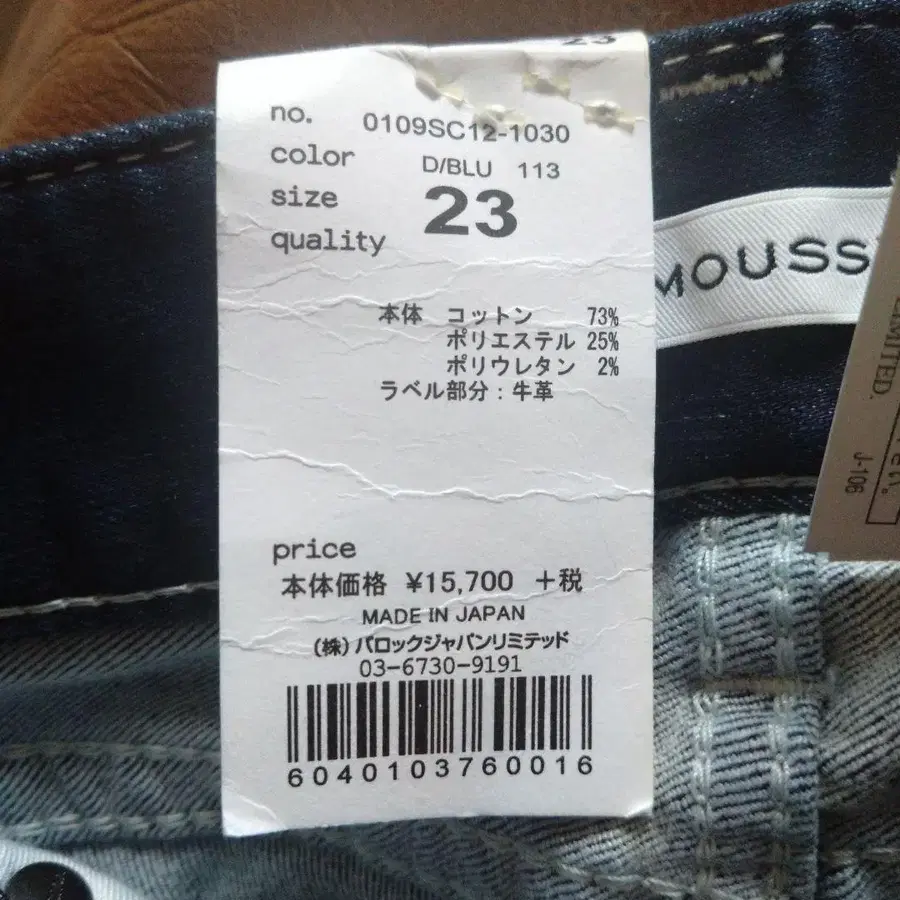 23
no. 0109SC12-1030
color D/BLU 113
size 23
quality
本体 コットン 73%
ポリエステル 25%
ポリウレタン 2%
ラベル部分：牛革
price
本体価格 ¥15,700 +税
MADE IN JAPAN
（株）バロックジャパンリミテッド
03-6730-9191
6040103760016
MOUSS
LIMITED.
J-106